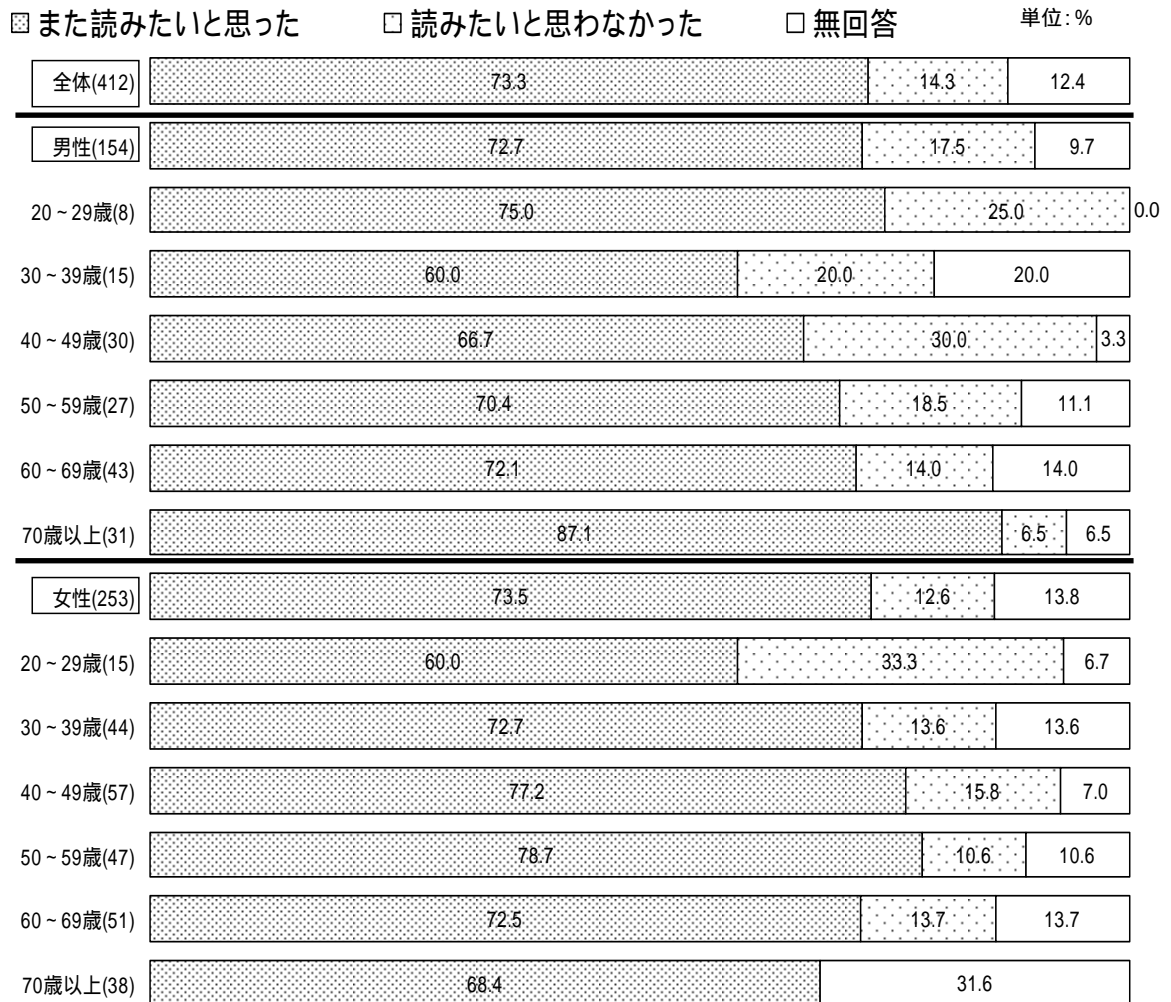 また読みたいと思った 読みたいと思わなかった 無回答 単位:%
全体(412) 73.3 14.3 12.4
男性(154) 72.7 17.5 9.7
20~29歳(8) 75.0 25.0 0.0
30~39歳(15) 60.0 20.0 20.0
40~49歳(30) 66.7 30.0 3.3
50~59歳(27) 70.4 18.5 11.1
60~69歳(43) 72.1 14.0 14.0
70歳以上(31) 87.1 6.5 6.5
女性(253) 73.5 12.6 13.8
20~29歳(15) 60.0 33.3 6.7
30~39歳(44) 72.7 13.6 13.6
40~49歳(57) 77.2 15.8 7.0
50~59歳(47) 78.7 10.6 10.6
60~69歳(51) 72.5 13.7 13.7
70歳以上(38) 68.4 31.6